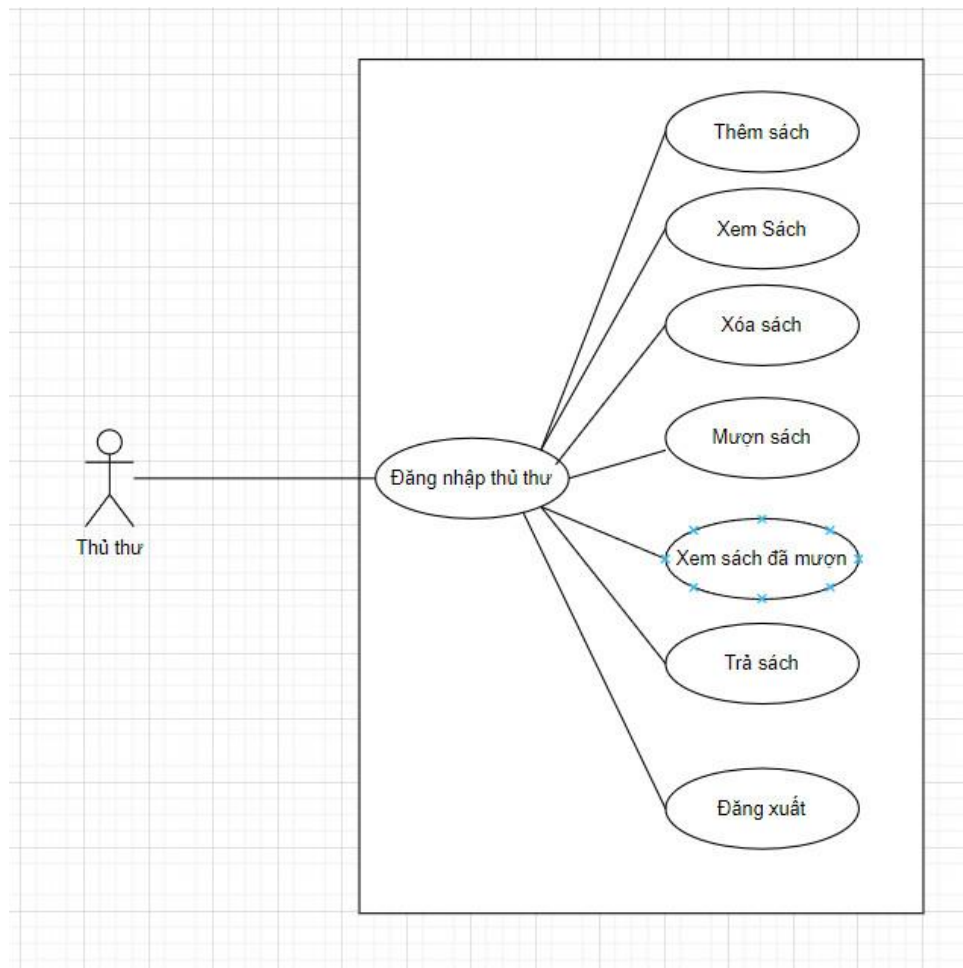 Thêm sách
Xem Sách
Xóa sách
Mượn sách
Đăng nhập thủ thư
Thủ thư
Xem sách đã mượn
Trả sách
Đăng xuất